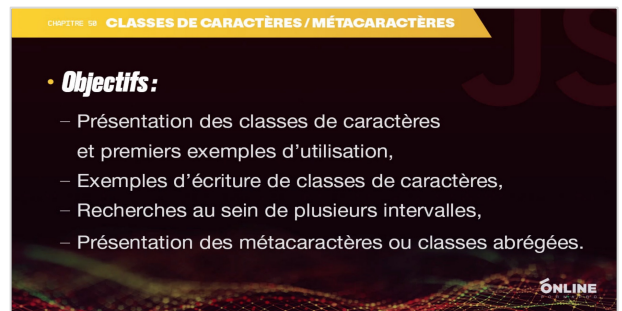 CHAPITRE 50 CLASSES DE CARACTÈRES / MÉTACARACTÈRES
JS
• Objectifs :
– Présentation des classes de caractères
et premiers exemples d'utilisation,
– Exemples d'écriture de classes de caractères,
– Recherches au sein de plusieurs intervalles,
– Présentation des métacaractères ou classes abrégées.
ONLINE